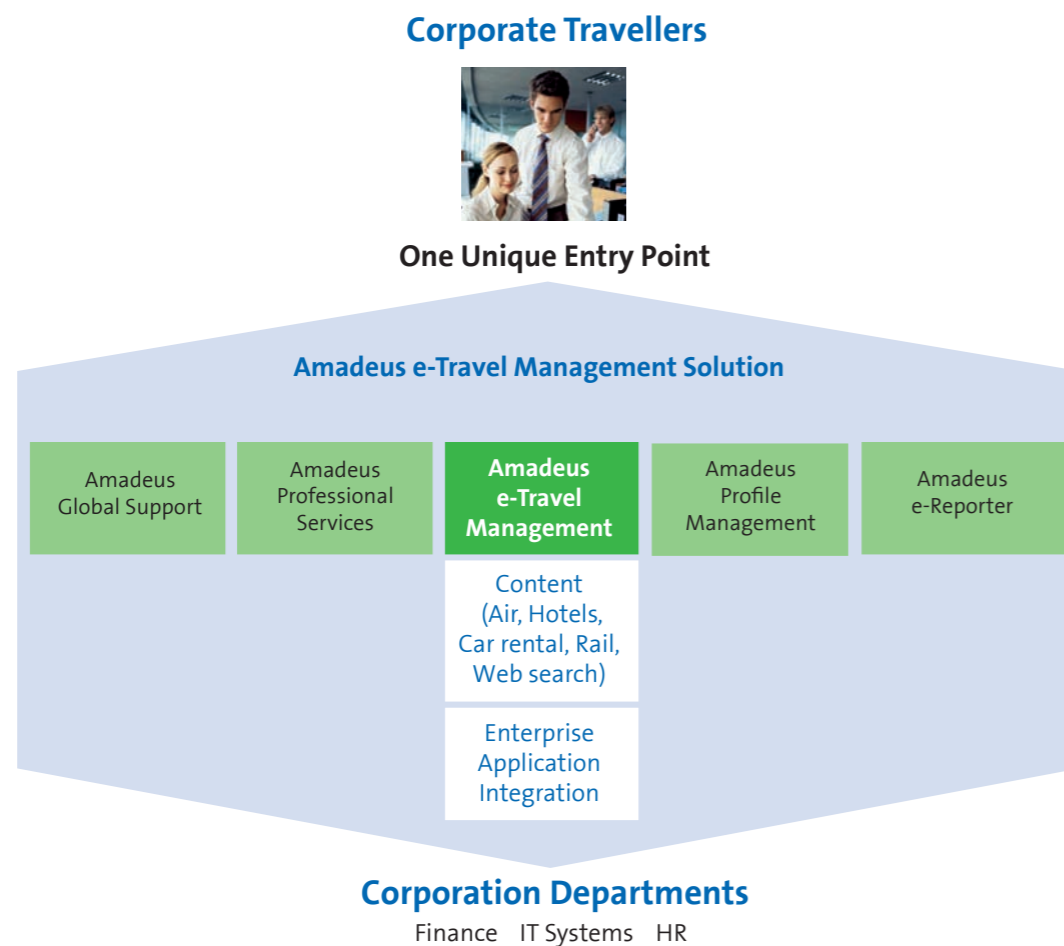 Corporate Travellers
One Unique Entry Point
Amadeus e-Travel Management Solution
Amadeus
Global Support
Amadeus
Professional
Services
Amadeus
e-Travel
Management
Amadeus
Profile
Management
Amadeus
e-Reporter
Content
(Air, Hotels,
Car rental, Rail,
Web search)
Enterprise
Application
Integration
Corporation Departments
Finance IT Systems HR